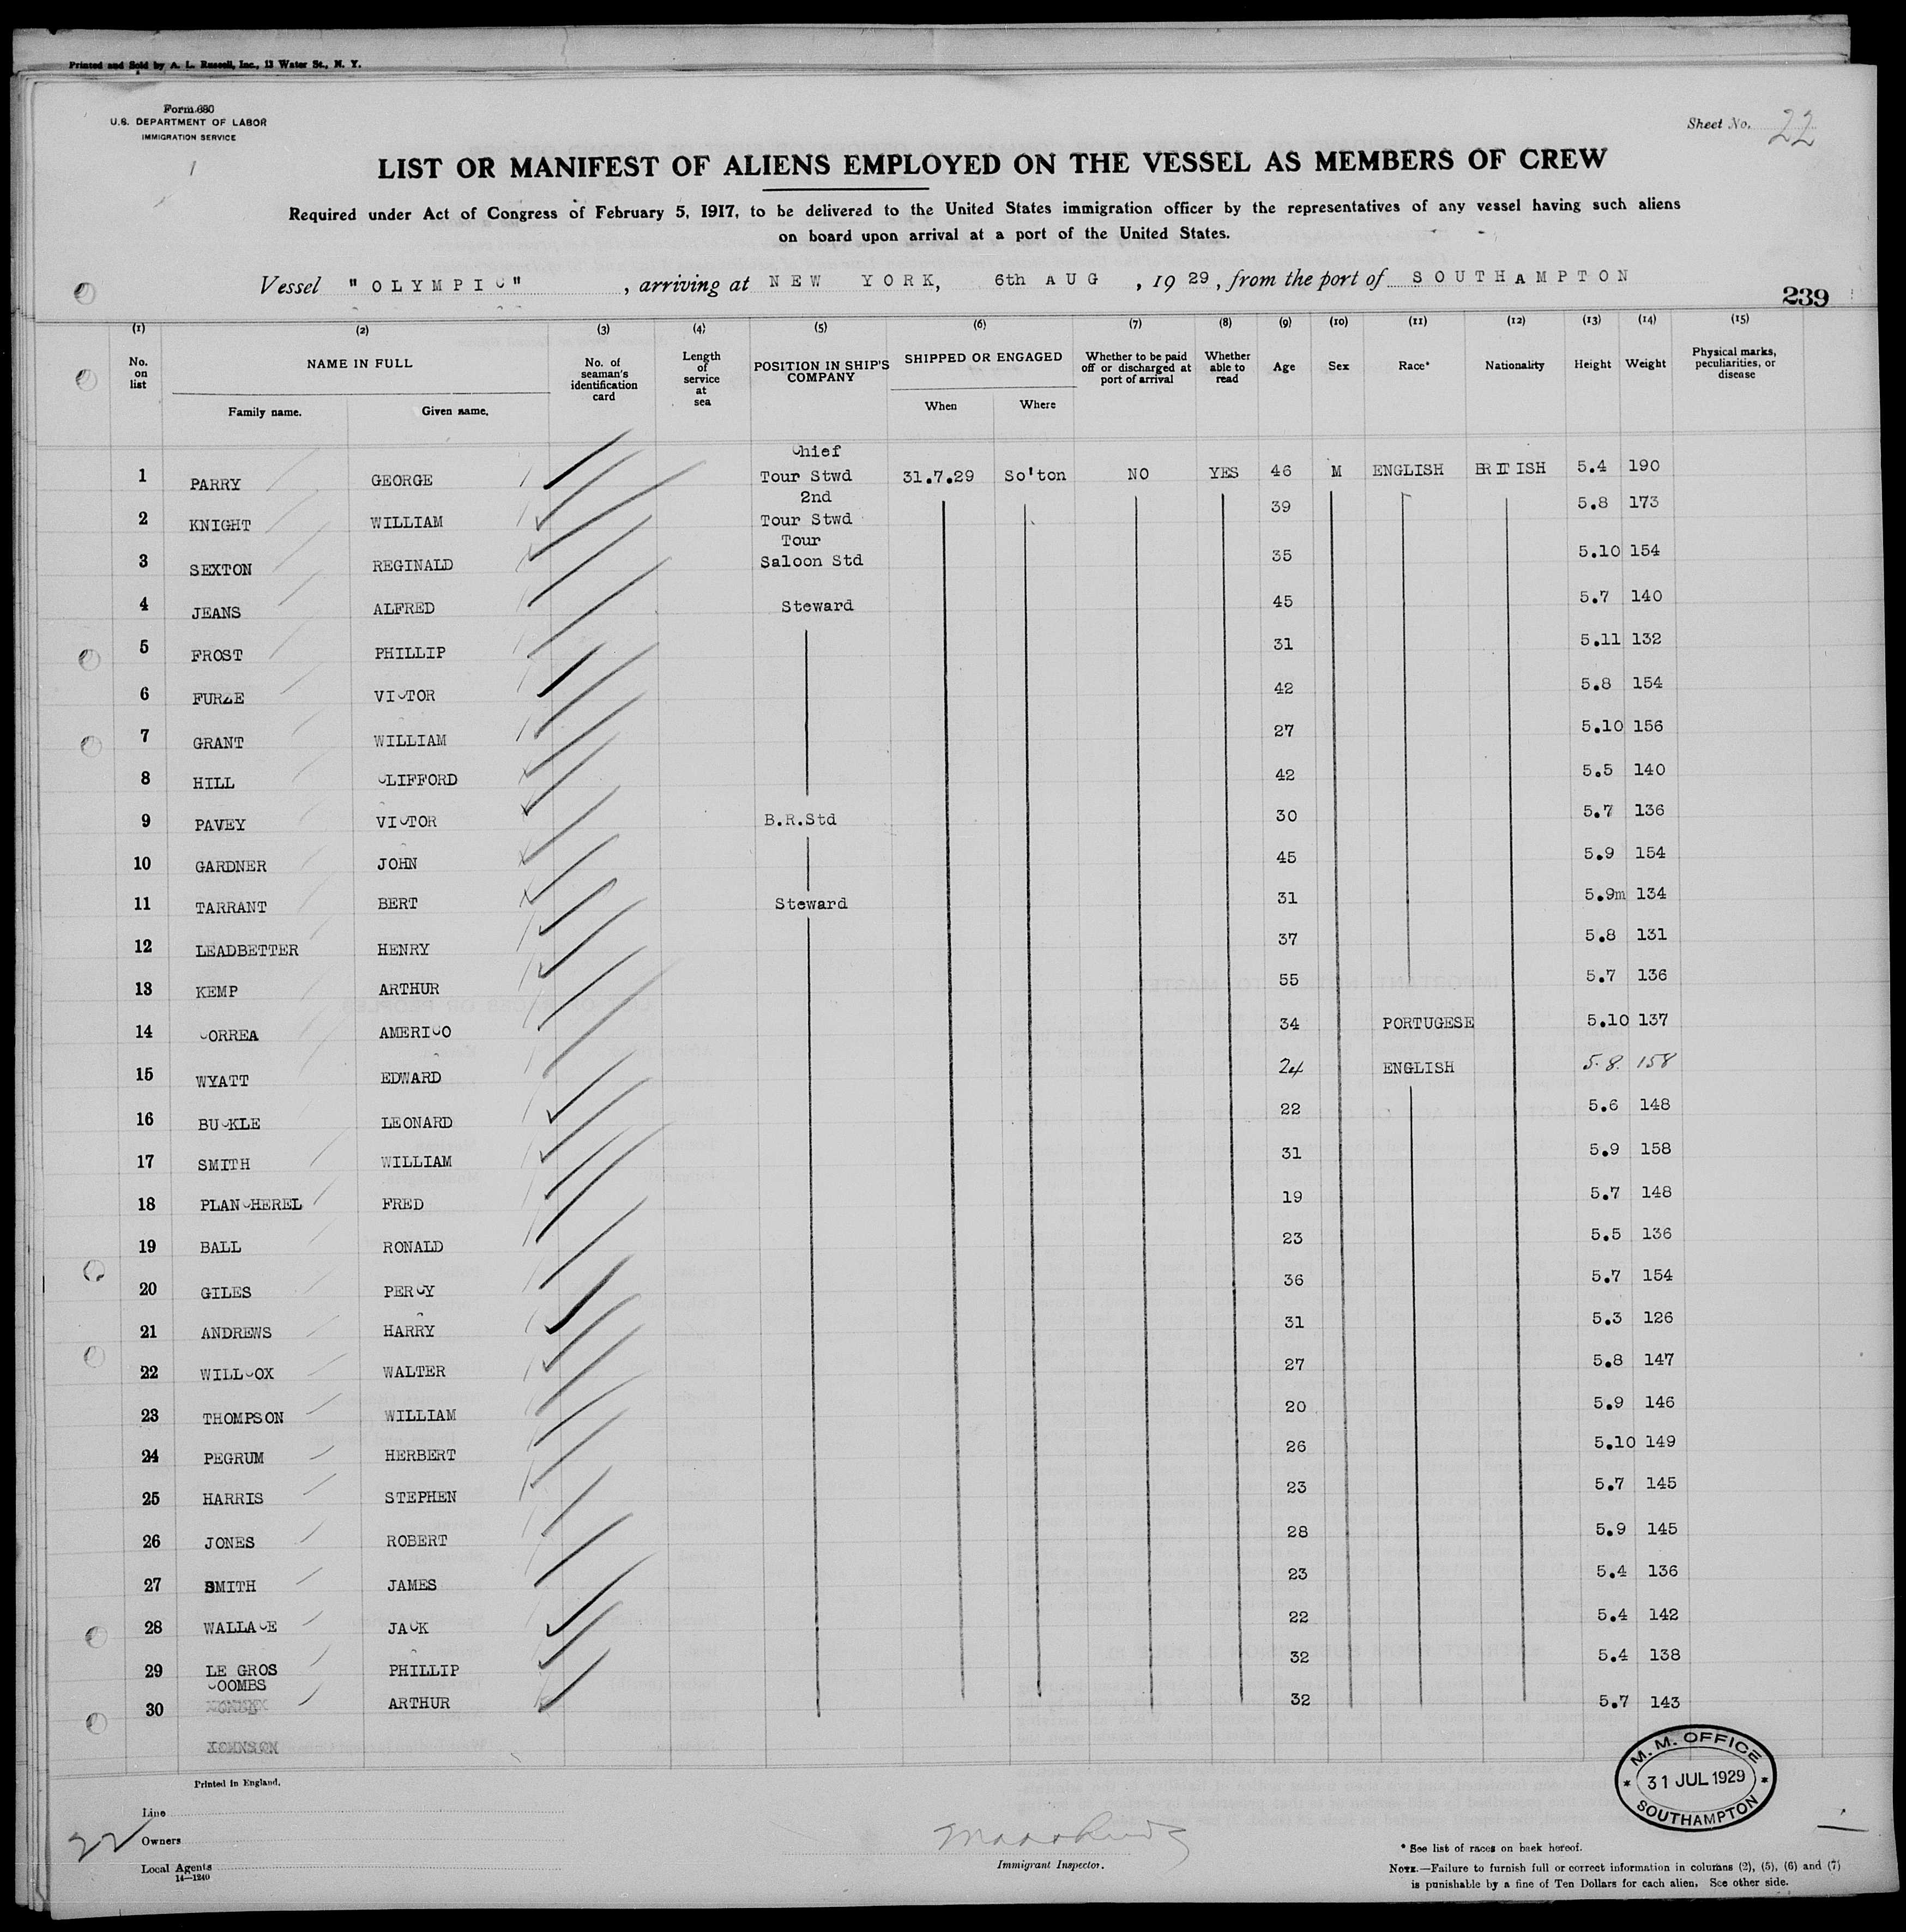 Printed and Sold by A. L. Russell, Inc., 13 Water St., N. Y.
Form 680
U.S. DEPARTMENT OF LABOR
IMMIGRATION SERVICE
Sheet No. 22
1
LIST OR MANIFEST OF ALIENS EMPLOYED ON THE VESSEL AS MEMBERS OF CREW
Required under Act of Congress of February 5, 1917, to be delivered to the United States immigration officer by the representatives of any vessel having such aliens
on board upon arrival at a port of the United States.
Vessel "OLYMPIC", arriving at NEW YORK, 6th AUG, 1929, from the port of SOUTHAMPTON
239
(1) (2) (3) (4) (5) (6) (7) (8) (9) (10) (11) (12) (13) (14) (15)
No. on list NAME IN FULL Family name. Given name. No. of seaman's identification card Length of service at sea POSITION IN SHIP'S COMPANY SHIPPED OR ENGAGED When Where Whether to be paid off or discharged at port of arrival Whether able to read Age Sex Race* Nationality Height Weight Physical marks, peculiarities, or disease
1 PARRY GEORGE Chief Tour Stwd 31.7.29 So'ton NO YES 46 M ENGLISH BRITISH 5.4 190
2 KNIGHT WILLIAM 2nd Tour Stwd 39 5.8 173
3 SEXTON REGINALD Tour Saloon Std 35 5.10 154
4 JEANS ALFRED Steward 45 5.7 140
5 FROST PHILLIP 31 5.11 132
6 FURZE VICTOR 42 5.8 154
7 GRANT WILLIAM 27 5.10 156
8 HILL CLIFFORD 42 5.5 140
9 PAVEY VICTOR B.R.Std 30 5.7 136
10 GARDNER JOHN 45 5.9 154
11 TARRANT BERT Steward 31 5.9m 134
12 LEADBETTER HENRY 37 5.8 131
13 KEMP ARTHUR 55 5.7 136
14 CORREA AMERICO 34 PORTUGESE 5.10 137
15 WYATT EDWARD 24 ENGLISH 5.8. 158
16 BUCKLE LEONARD 22 5.6 148
17 SMITH WILLIAM 31 5.9 158
18 PLANCHEREL FRED 19 5.7 148
19 BALL RONALD 23 5.5 136
20 GILES PERCY 36 5.7 154
21 ANDREWS HARRY 31 5.3 126
22 WILLCOX WALTER 27 5.8 147
23 THOMPSON WILLIAM 20 5.9 146
24 PEGRUM HERBERT 26 5.10 149
25 HARRIS STEPHEN 23 5.7 145
26 JONES ROBERT 28 5.9 145
27 SMITH JAMES 23 5.4 136
28 WALLACE JACK 22 5.4 142
29 LE GROS PHILLIP 32 5.4 138
30 COOMBS ARTHUR 32 5.7 143
JOHNSON
M. M. OFFICE
31 JUL 1929
SOUTHAMPTON
Printed in England.
Line
22
Owners
Local Agents
14—1240
Immigrant Inspector.
* See list of races on back hereof.
NOTE.—Failure to furnish full or correct information in columns (2), (5), (6) and (7)
is punishable by a fine of Ten Dollars for each alien, See other side.